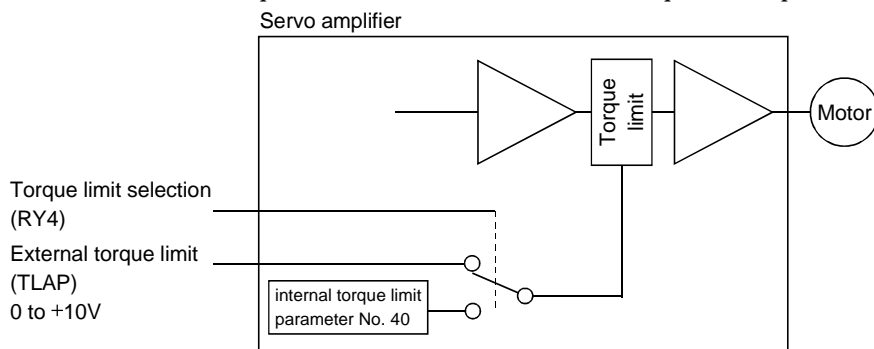 Servo amplifier
Torque
limit
Motor
Torque limit selection
(RY4)
External torque limit
(TLAP)
0 to +10V
internal torque limit
parameter No. 40